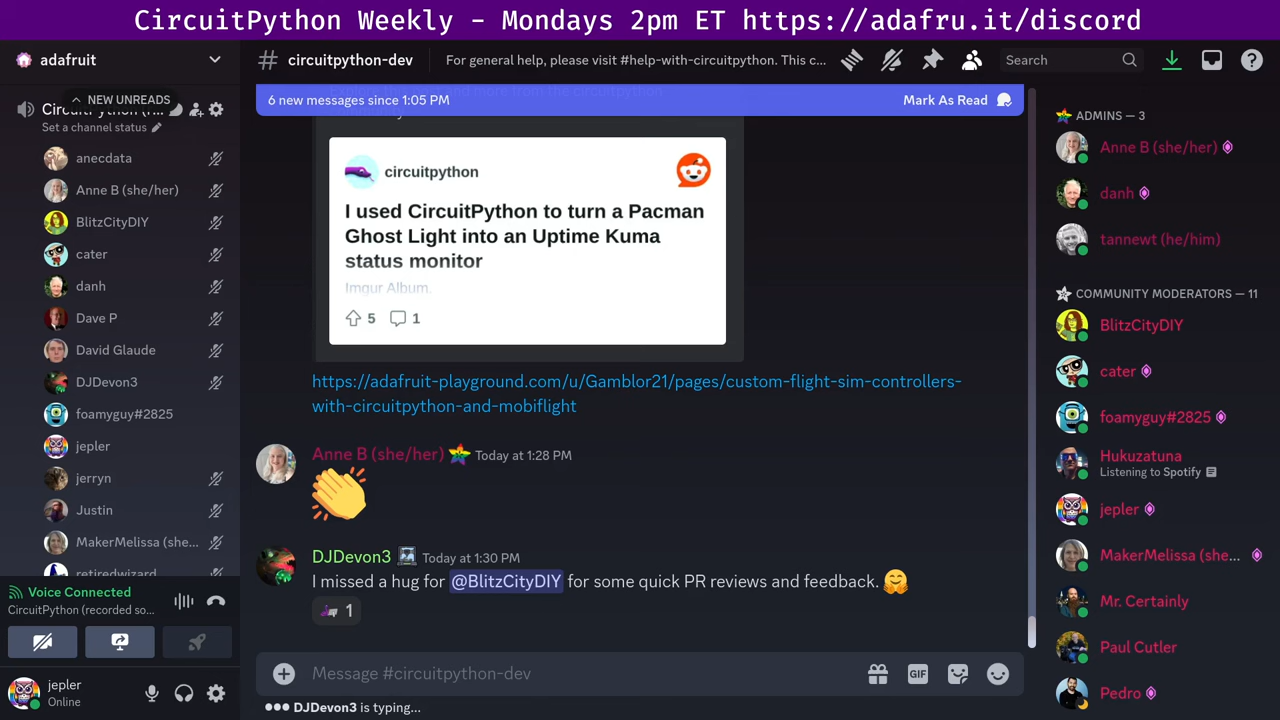 CircuitPython Weekly - Mondays 2pm ET https://adafru.it/discord
adafruit
circuitpython-dev
For general help, please visit #help-with-circuitpython. This c...
Search
NEW UNREADS
Set a channel status
anecdata
Anne B (she/her)
BlitzCityDIY
cater
danh
Dave P
David Glaude
DJDevon3
foamyguy#2825
jepler
jerryn
Justin
MakerMelissa (she...
retiredwizard
Voice Connected
CircuitPython (recorded so...
jepler
Online
6 new messages since 1:05 PM
Mark As Read
circuitpython
I used CircuitPython to turn a Pacman
Ghost Light into an Uptime Kuma
status monitor
Imgur Album.
5
1
https://adafruit-playground.com/u/Gamblor21/pages/custom-flight-sim-controllers-
with-circuitpython-and-mobiflight
Anne B (she/her) Today at 1:28 PM
DJDevon3 Today at 1:30 PM
I missed a hug for @BlitzCityDIY for some quick PR reviews and feedback.
1
Message #circuitpython-dev
GIF
DJDevon3 is typing...
ADMINS — 3
Anne B (she/her)
danh
tannewt (he/him)
COMMUNITY MODERATORS — 11
BlitzCityDIY
cater
foamyguy#2825
Hukuzatuna
Listening to Spotify
jepler
MakerMelissa (she...
Mr. Certainly
Paul Cutler
Pedro